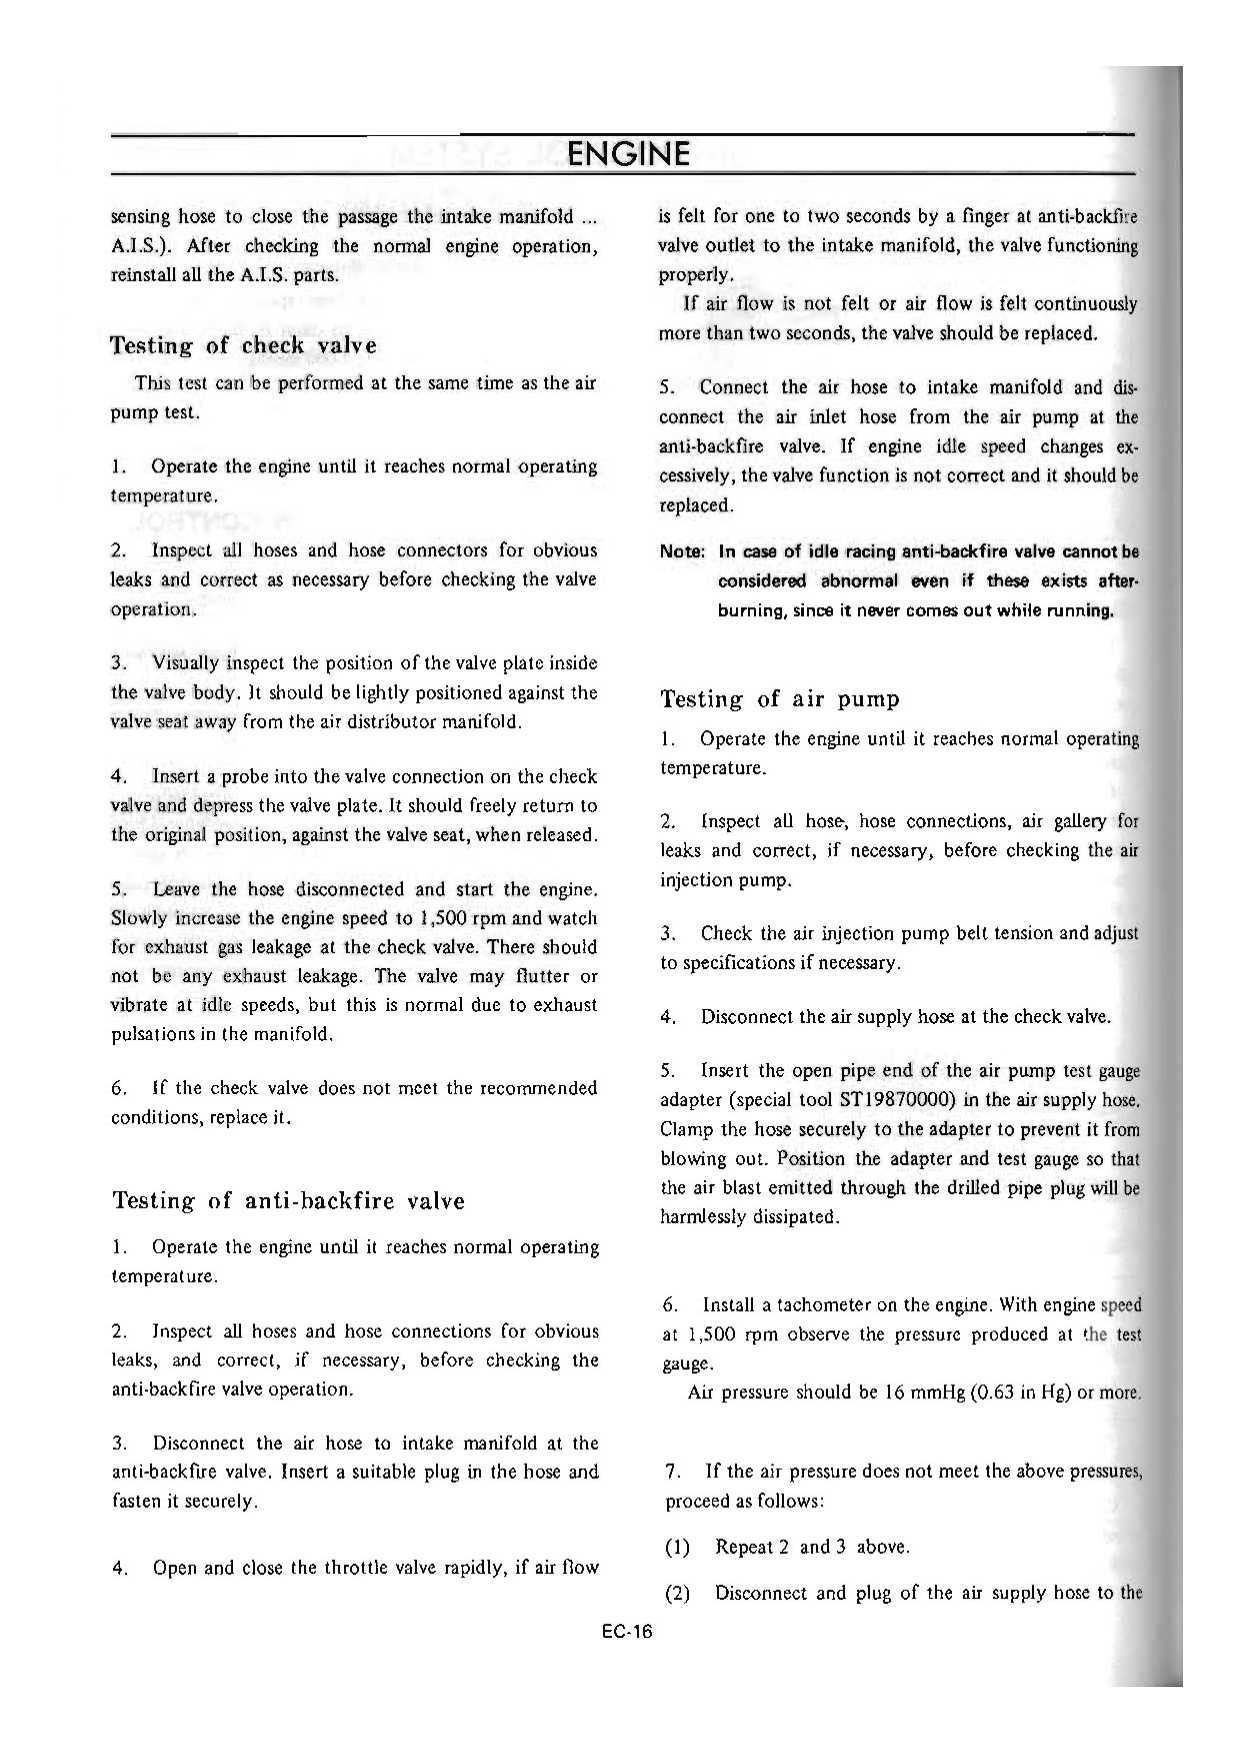 ENGINE
sensing hose to close the passage the intake manifold ...
A.I.S.). After checking the normal engine operation,
reinstall all the A.I.S. parts.
Testing of check valve
This test can be performed at the same time as the air
pump test.
1. Operate the engine until it reaches normal operating
temperature.
2. Inspect all hoses and hose connectors for obvious
leaks and correct as necessary before checking the valve
operation.
3. Visually inspect the position of the valve plate inside
the valve body. It should be lightly positioned against the
valve seat away from the air distributor manifold.
4. Insert a probe into the valve connection on the check
valve and depress the valve plate. It should freely return to
the original position, against the valve seat, when released.
5. Leave the hose disconnected and start the engine.
Slowly increase the engine speed to 1,500 rpm and watch
for exhaust gas leakage at the check valve. There should
not be any exhaust leakage. The valve may flutter or
vibrate at idle speeds, but this is normal due to exhaust
pulsations in the manifold.
6. If the check valve does not meet the recommended
conditions, replace it.
Testing of anti-backfire valve
1. Operate the engine until it reaches normal operating
temperature.
2. Inspect all hoses and hose connections for obvious
leaks, and correct, if necessary, before checking the
anti-backfire valve operation.
3. Disconnect the air hose to intake manifold at the
anti-backfire valve. Insert a suitable plug in the hose and
fasten it securely.
4. Open and close the throttle valve rapidly, if air flow
is felt for one to two seconds by a finger at anti-backfire
valve outlet to the intake manifold, the valve functioning
properly.
If air flow is not felt or air flow is felt continuously
more than two seconds, the valve should be replaced.
5. Connect the air hose to intake manifold and dis-
connect the air inlet hose from the air pump at the
anti-backfire valve. If engine idle speed changes ex-
cessively, the valve function is not correct and it should be
replaced.
Note: In case of idle racing anti-backfire valve cannot be
considered abnormal even if these exists after-
burning, since it never comes out while running.
Testing of air pump
1. Operate the engine until it reaches normal operating
temperature.
2. Inspect all hose, hose connections, air gallery for
leaks and correct, if necessary, before checking the air
injection pump.
3. Check the air injection pump belt tension and adjust
to specifications if necessary.
4. Disconnect the air supply hose at the check valve.
5. Insert the open pipe end of the air pump test gauge
adapter (special tool ST19870000) in the air supply hose.
Clamp the hose securely to the adapter to prevent it from
blowing out. Position the adapter and test gauge so that
the air blast emitted through the drilled pipe plug will be
harmlessly dissipated.
6. Install a tachometer on the engine. With engine speed
at 1,500 rpm observe the pressure produced at the test
gauge.
Air pressure should be 16 mmHg (0.63 in Hg) or more.
7. If the air pressure does not meet the above pressures,
proceed as follows:
(1) Repeat 2 and 3 above.
(2) Disconnect and plug of the air supply hose to the
EC-16